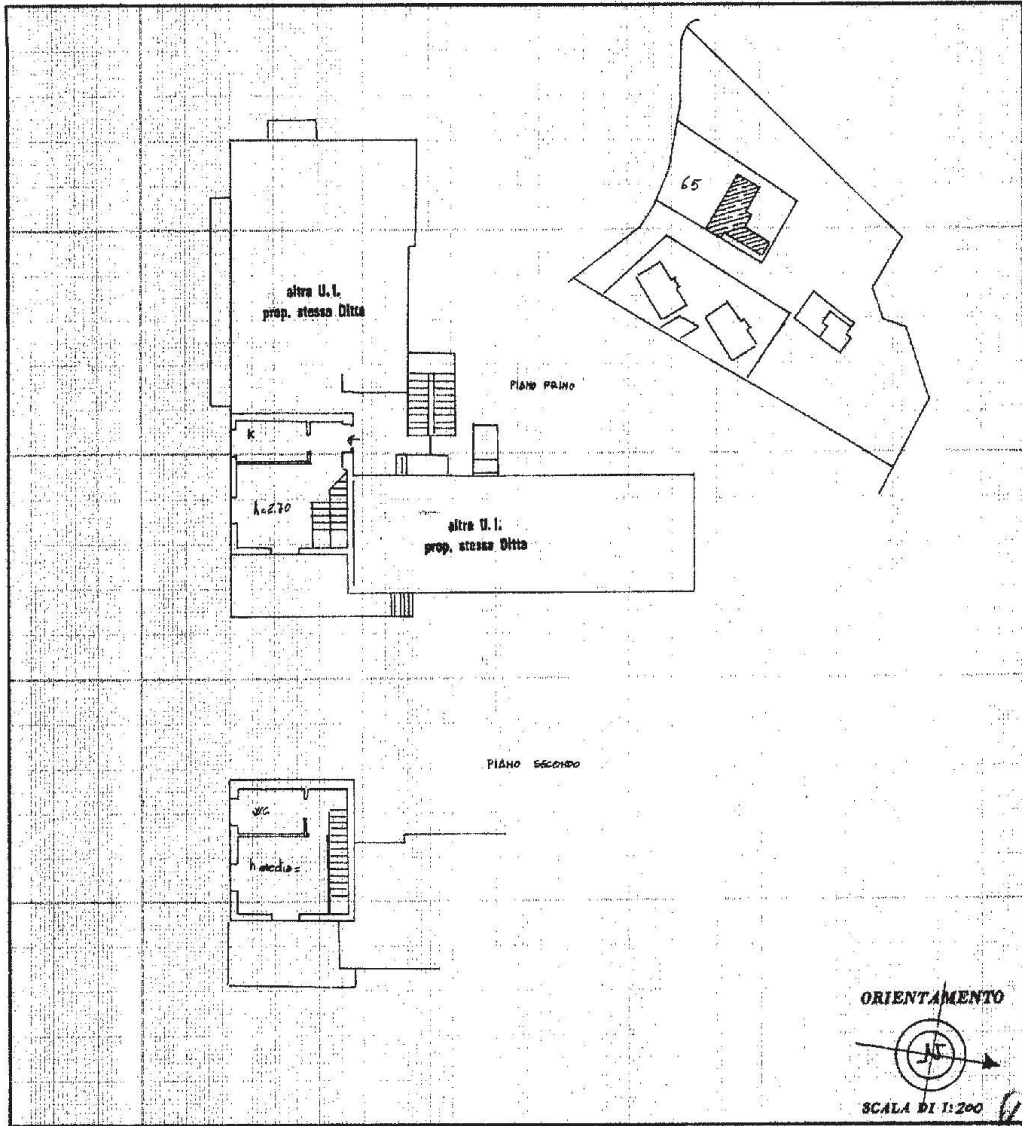 65
altra U.I.
prop. stessa Ditta
PIANO PRIMO
K
h=2.70
altra U.I.
prop. stessa Ditta
PIANO SECONDO
WC
h media=
ORIENTAMENTO
N
SCALA DI 1:200